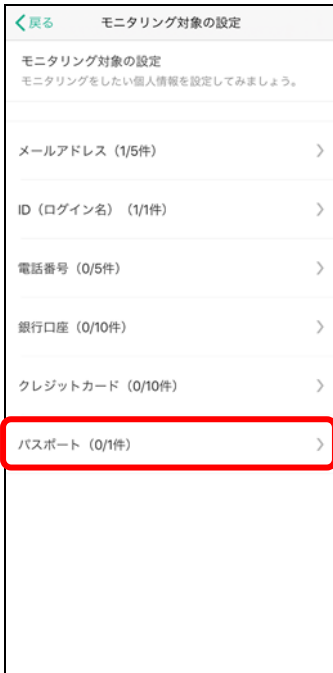 戻る モニタリング対象の設定
モニタリング対象の設定
モニタリングをしたい個人情報を設定してみましょう。
メールアドレス（1/5件）
ID（ログイン名）（1/1件）
電話番号（0/5件）
銀行口座（0/10件）
クレジットカード（0/10件）
パスポート（0/1件）